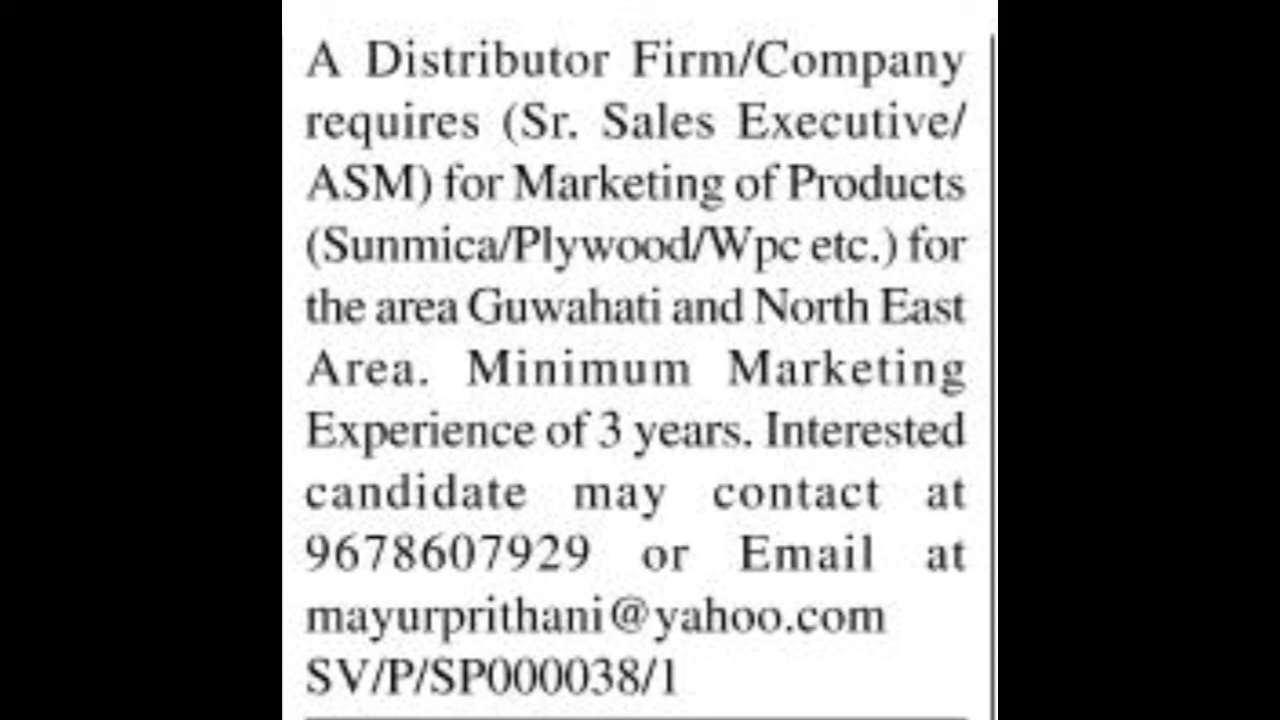 A Distributor Firm/Company
requires (Sr. Sales Executive/
ASM) for Marketing of Products
(Sunmica/Plywood/Wpc etc.) for
the area Guwahati and North East
Area. Minimum Marketing
Experience of 3 years. Interested
candidate may contact at
9678607929 or Email at
mayurprithani@yahoo.com
SV/P/SP000038/1